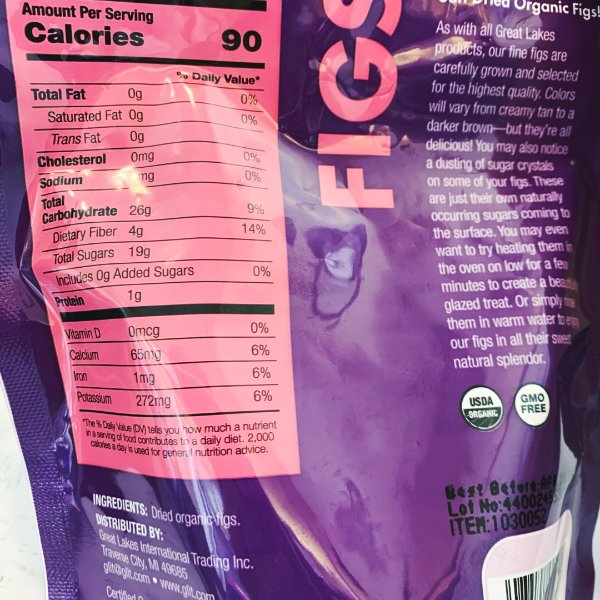 Amount Per Serving
Calories 90
% Daily Value*
Total Fat 0g 0%
Saturated Fat 0g 0%
Trans Fat 0g
Cholesterol 0mg 0%
Sodium mg 0%
Total
Carbohydrate 26g 9%
Dietary Fiber 4g 14%
Total Sugars 19g
Includes 0g Added Sugars 0%
Protein 1g
Vitamin D 0mcg 0%
Calcium 65mg 6%
Iron 1mg 6%
Potassium 272mg 6%
*The % Daily Value (DV) tells you how much a nutrient
in a serving of food contributes to a daily diet. 2,000
calories a day is used for general nutrition advice.
INGREDIENTS: Dried organic figs.
DISTRIBUTED BY:
Great Lakes International Trading Inc.
Traverse City, MI 49685
glit@glit.com • www.glit.com
Certified
FIGS
Dried Organic Figs!
As with all Great Lakes
products, our fine figs are
carefully grown and selected
for the highest quality. Colors
will vary from creamy tan to a
darker brown—but they're all
delicious! You may also notice
a dusting of sugar crystals
on some of your figs. These
are just their own naturally
occurring sugars coming to
the surface. You may even
want to try heating them in
the oven on low for a few
minutes to create a
glazed treat. Or simply
them in warm water to
our figs in all their sweet
natural splendor.
USDA
ORGANIC
GMO
FREE
Best Before:
Lot No:
ITEM: